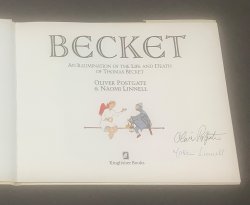 BECKET
AN ILLUMINATION OF THE LIFE AND DEATH
OF THOMAS BECKET
OLIVER POSTGATE
& NAOMI LINNELL
Kingfisher Books
Oliver Postgate
Naomi Linnell